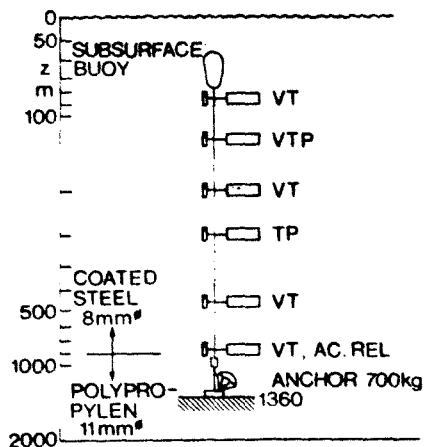 0
50
SUBSURFACE
BUOY
z
m
100
VT
VTP
VT
TP
COATED
STEEL
8mm
500
VT
VT, AC. REL
1000
ANCHOR 700kg
1360
POLYPRO-
PYLEN
11mm
2000